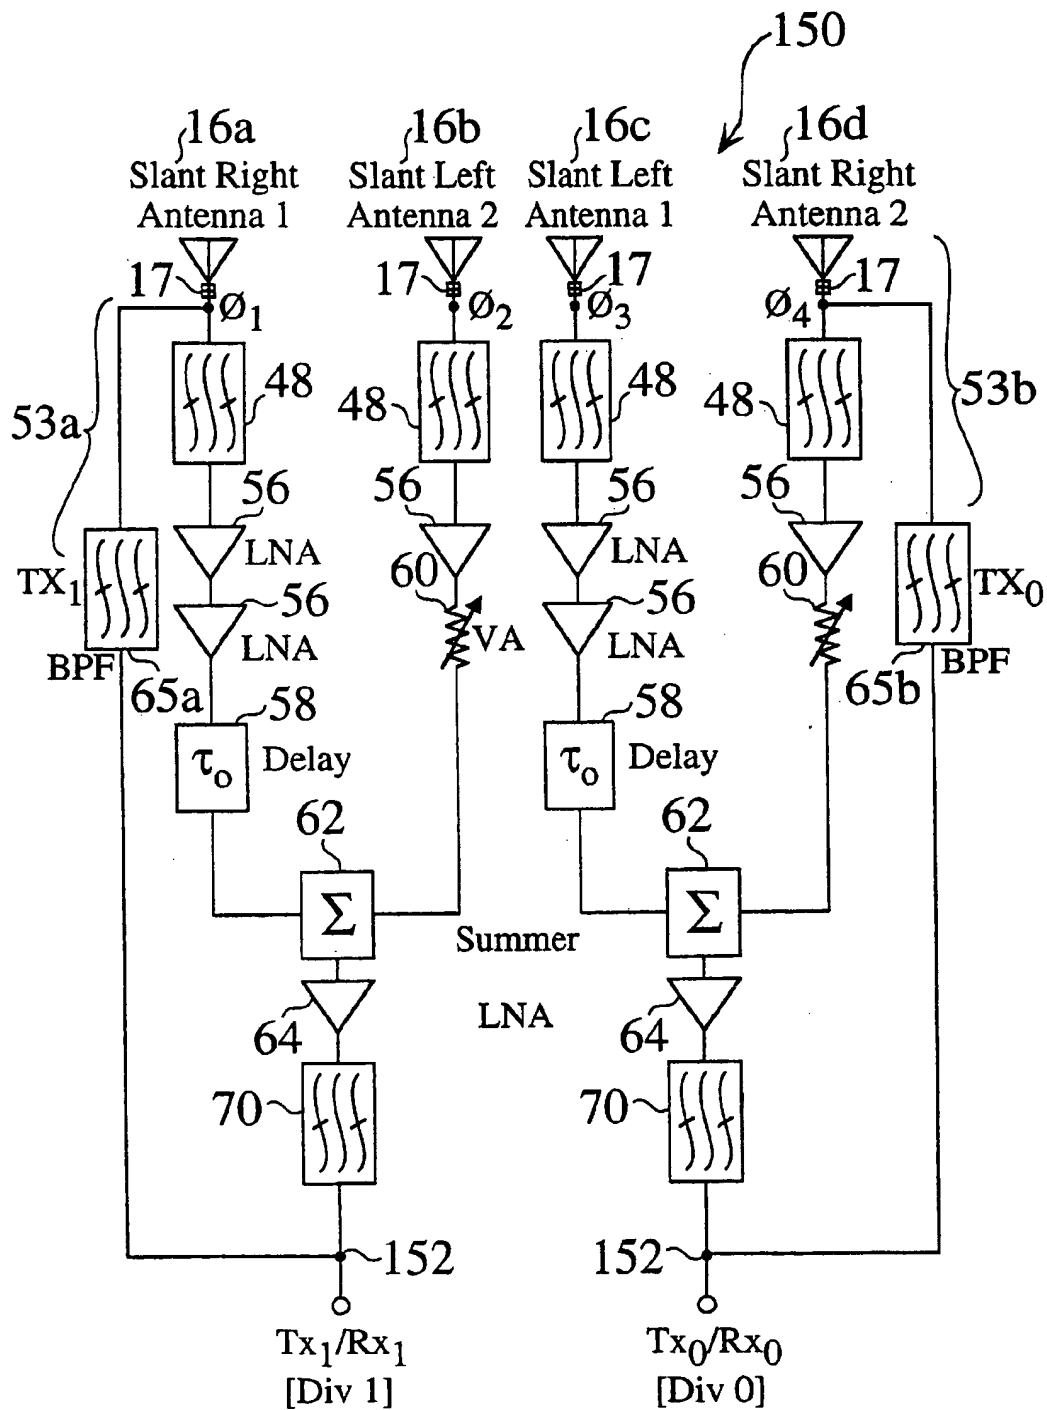 150
16a
Slant Right
Antenna 1
16b
Slant Left
Antenna 2
16c
Slant Left
Antenna 1
16d
Slant Right
Antenna 2
17
17
17
17
Ø1
Ø2
Ø3
Ø4
53a
48
48
48
48
53b
56
LNA
56
56
LNA
56
TX1
BPF
65a
56
LNA
60
VA
56
LNA
60
TX0
BPF
65b
58
τo
Delay
58
τo
Delay
62
Σ
62
Σ
Summer
64
LNA
64
70
70
152
152
Tx1/Rx1
[Div 1]
Tx0/Rx0
[Div 0]